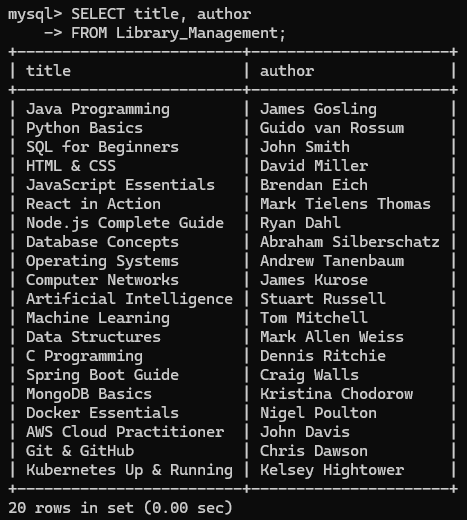 mysql> SELECT title, author
    -> FROM Library_Management;
+-------------------------+----------------------+
| title                   | author               |
+-------------------------+----------------------+
| Java Programming        | James Gosling        |
| Python Basics           | Guido van Rossum     |
| SQL for Beginners       | John Smith           |
| HTML & CSS              | David Miller         |
| JavaScript Essentials   | Brendan Eich         |
| React in Action         | Mark Tielens Thomas  |
| Node.js Complete Guide  | Ryan Dahl            |
| Database Concepts       | Abraham Silberschatz |
| Operating Systems       | Andrew Tanenbaum     |
| Computer Networks       | James Kurose         |
| Artificial Intelligence | Stuart Russell       |
| Machine Learning        | Tom Mitchell         |
| Data Structures         | Mark Allen Weiss     |
| C Programming           | Dennis Ritchie       |
| Spring Boot Guide       | Craig Walls          |
| MongoDB Basics          | Kristina Chodorow    |
| Docker Essentials       | Nigel Poulton        |
| AWS Cloud Practitioner  | John Davis           |
| Git & GitHub            | Chris Dawson         |
| Kubernetes Up & Running | Kelsey Hightower     |
+-------------------------+----------------------+
20 rows in set (0.00 sec)